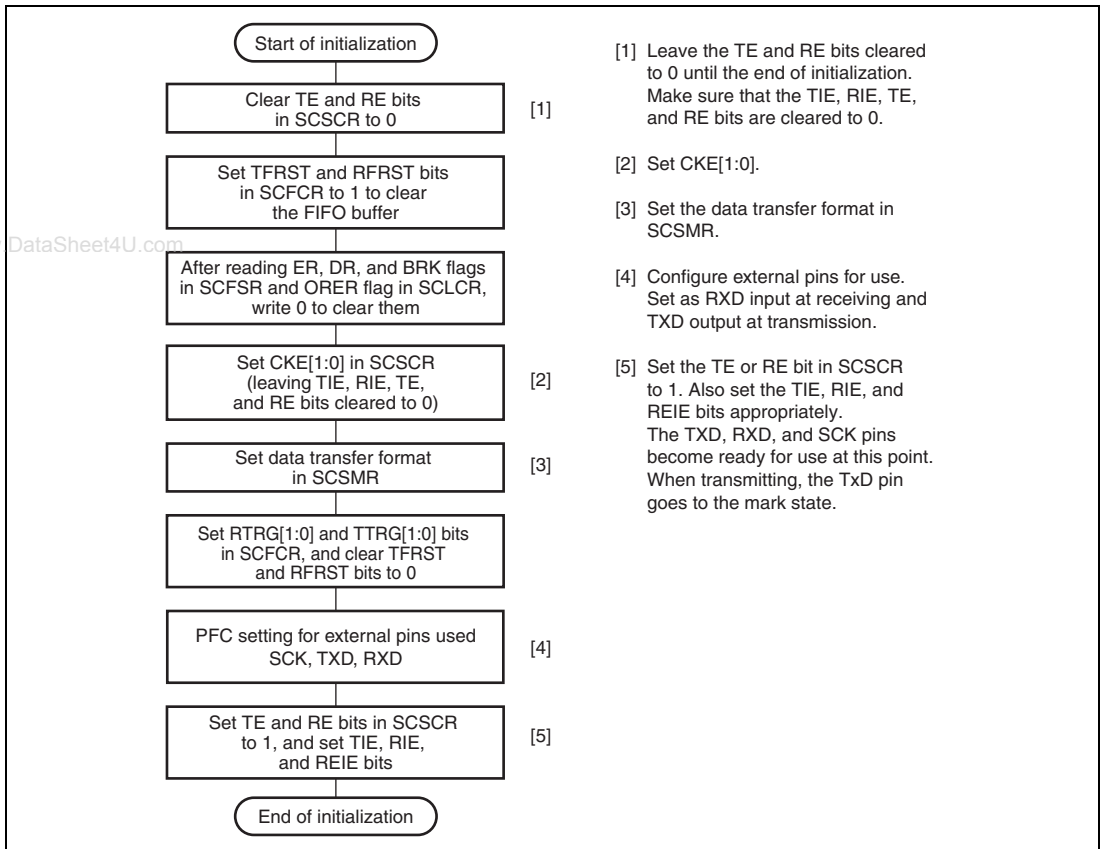 Start of initialization
Clear TE and RE bits
in SCSCR to 0
[1]
Set TFRST and RFRST bits
in SCFCR to 1 to clear
the FIFO buffer
DataSheet4U.com
After reading ER, DR, and BRK flags
in SCFSR and ORER flag in SCLCR,
write 0 to clear them
Set CKE[1:0] in SCSCR
(leaving TIE, RIE, TE,
and RE bits cleared to 0)
[2]
Set data transfer format
in SCSMR
[3]
Set RTRG[1:0] and TTRG[1:0] bits
in SCFCR, and clear TFRST
and RFRST bits to 0
PFC setting for external pins used
SCK, TXD, RXD
[4]
Set TE and RE bits in SCSCR
to 1, and set TIE, RIE,
and REIE bits
[5]
End of initialization
[1] Leave the TE and RE bits cleared
to 0 until the end of initialization.
Make sure that the TIE, RIE, TE,
and RE bits are cleared to 0.
[2] Set CKE[1:0].
[3] Set the data transfer format in
SCSMR.
[4] Configure external pins for use.
Set as RXD input at receiving and
TXD output at transmission.
[5] Set the TE or RE bit in SCSCR
to 1. Also set the TIE, RIE, and
REIE bits appropriately.
The TXD, RXD, and SCK pins
become ready for use at this point.
When transmitting, the TxD pin
goes to the mark state.